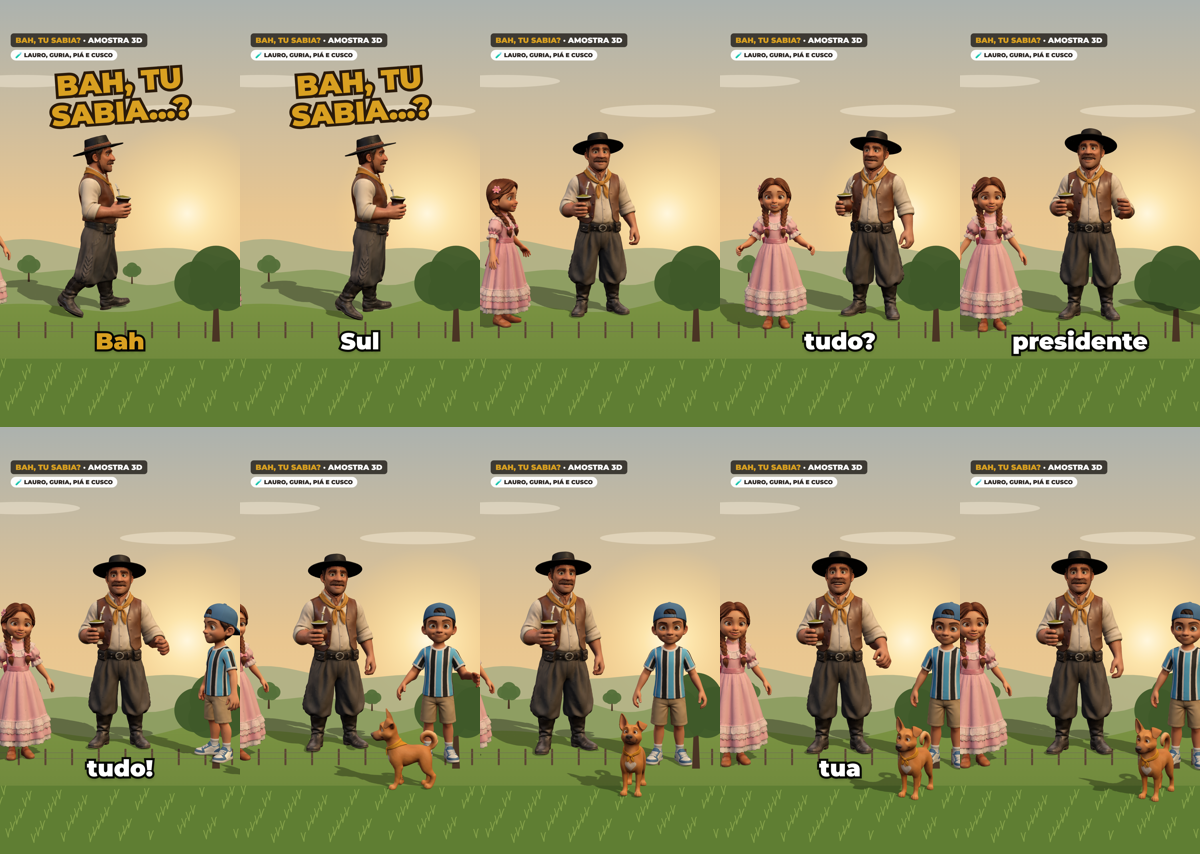 BAH, TU SABIA? • AMOSTRA 3D
LAURO, GURIA, PIÁ E CUSCO
BAH, TU
SABIA...?
Bah
BAH, TU SABIA? • AMOSTRA 3D
LAURO, GURIA, PIÁ E CUSCO
BAH, TU
SABIA...?
Sul
BAH, TU SABIA? • AMOSTRA 3D
LAURO, GURIA, PIÁ E CUSCO
BAH, TU SABIA? • AMOSTRA 3D
LAURO, GURIA, PIÁ E CUSCO
tudo?
BAH, TU SABIA? • AMOSTRA 3D
LAURO, GURIA, PIÁ E CUSCO
presidente
BAH, TU SABIA? • AMOSTRA 3D
LAURO, GURIA, PIÁ E CUSCO
tudo!
BAH, TU SABIA? • AMOSTRA 3D
LAURO, GURIA, PIÁ E CUSCO
BAH, TU SABIA? • AMOSTRA 3D
LAURO, GURIA, PIÁ E CUSCO
BAH, TU SABIA? • AMOSTRA 3D
LAURO, GURIA, PIÁ E CUSCO
tua
BAH, TU SABIA? • AMOSTRA 3D
LAURO, GURIA, PIÁ E CUSCO